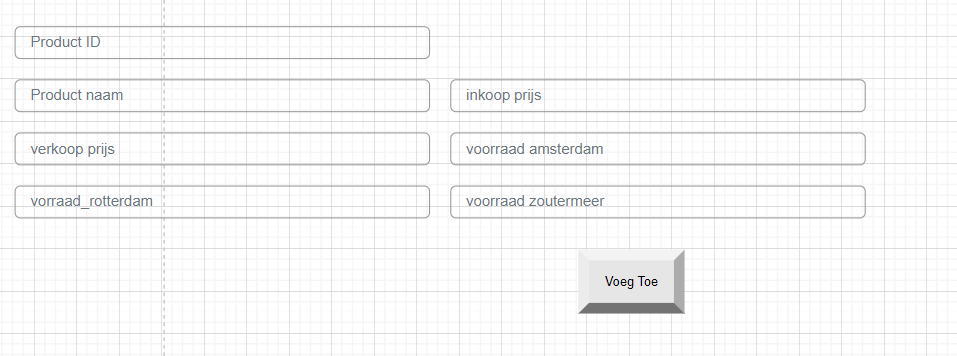 Product ID
Product naam
inkoop prijs
verkoop prijs
voorraad amsterdam
vorraad_rotterdam
voorraad zoutermeer
Voeg Toe